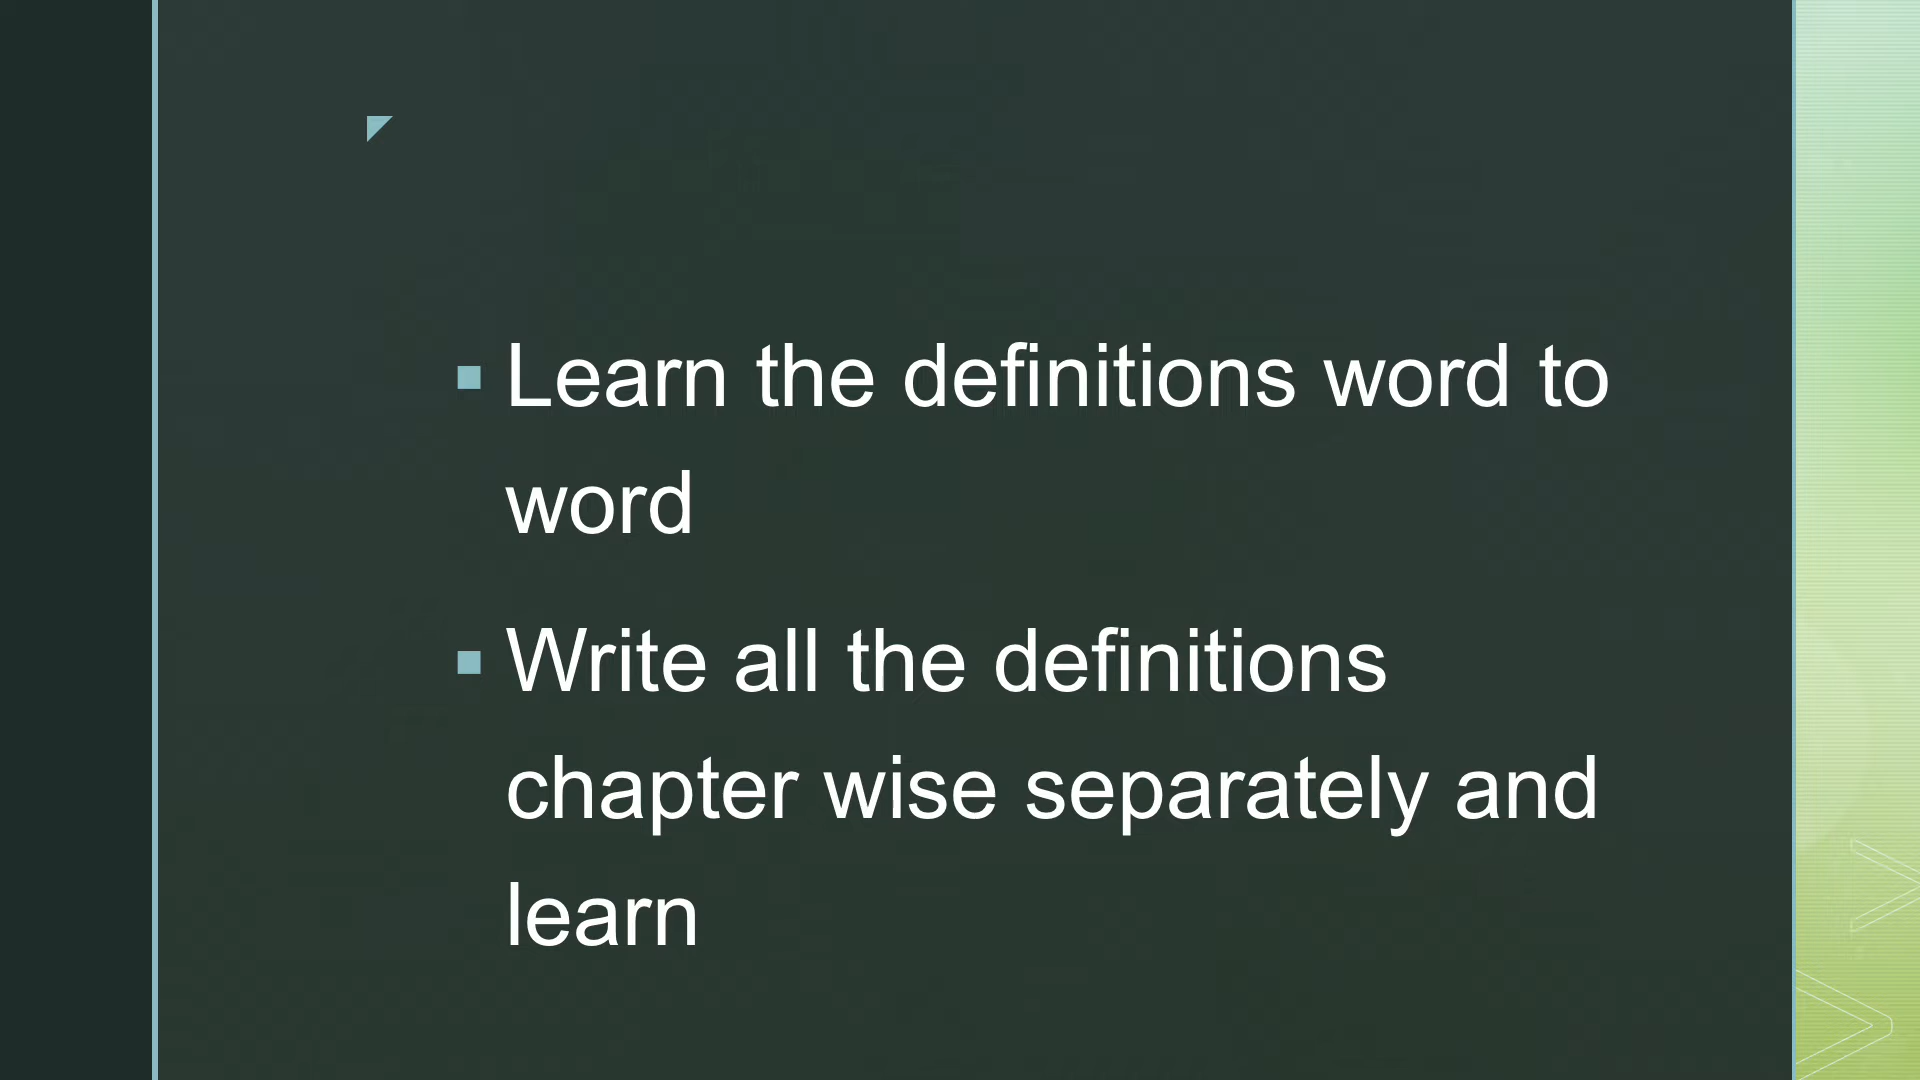 Learn the definitions word to
word
Write all the definitions
chapter wise separately and
learn